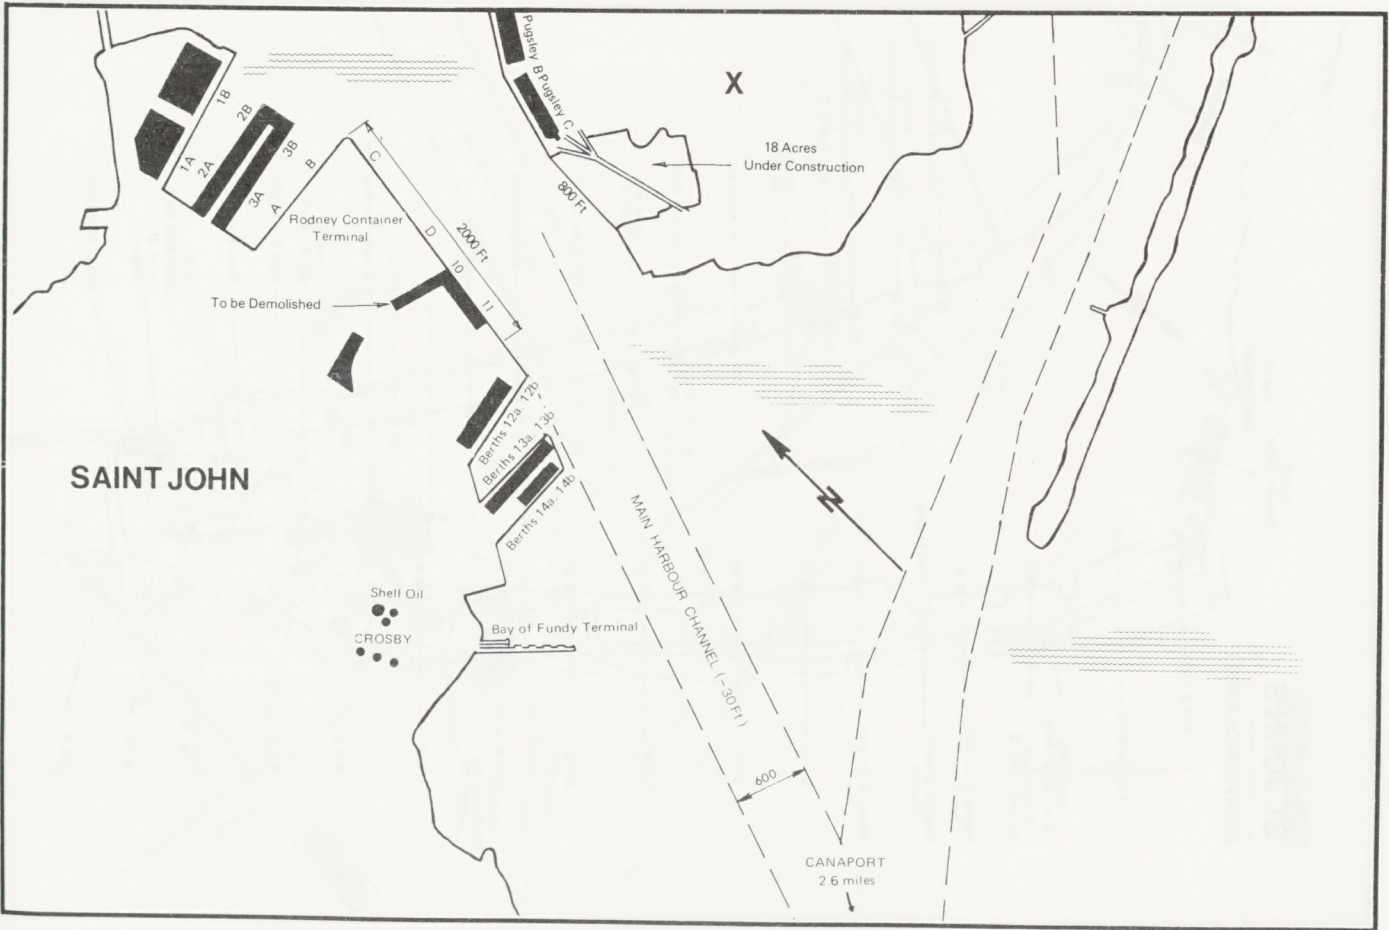 Pugsley B
Pugsley C
X
18 Acres
Under Construction
800 Ft
1B
2B
3B
B
1A
2A
3A
A
C
D
10
11
2000 Ft
Rodney Container
Terminal
To be Demolished
Berths 12a, 12b
Berths 13a, 13b
Berths 14a, 14b
SAINT JOHN
N
MAIN HARBOUR CHANNEL (-30Ft)
Shell Oil
CROSBY
Bay of Fundy Terminal
600
CANAPORT
2.6 miles